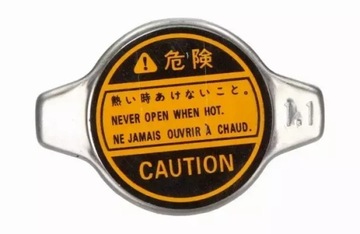 危険
熱い時あけないこと。
NEVER OPEN WHEN HOT.
NE JAMAIS OUVRIR À CHAUD.
CAUTION
1.1